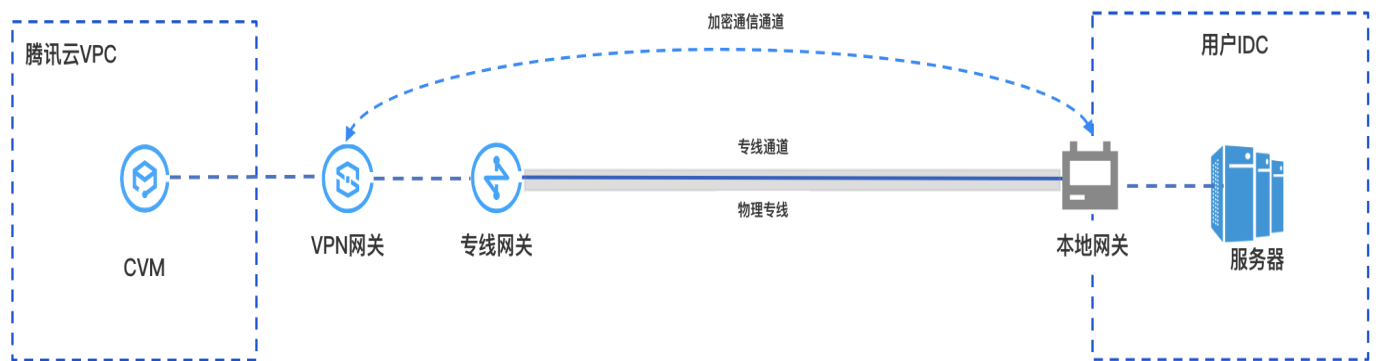 加密通信通道
腾讯云VPC
用户IDC
专线通道
物理专线
VPN网关
专线网关
本地网关
CVM
服务器